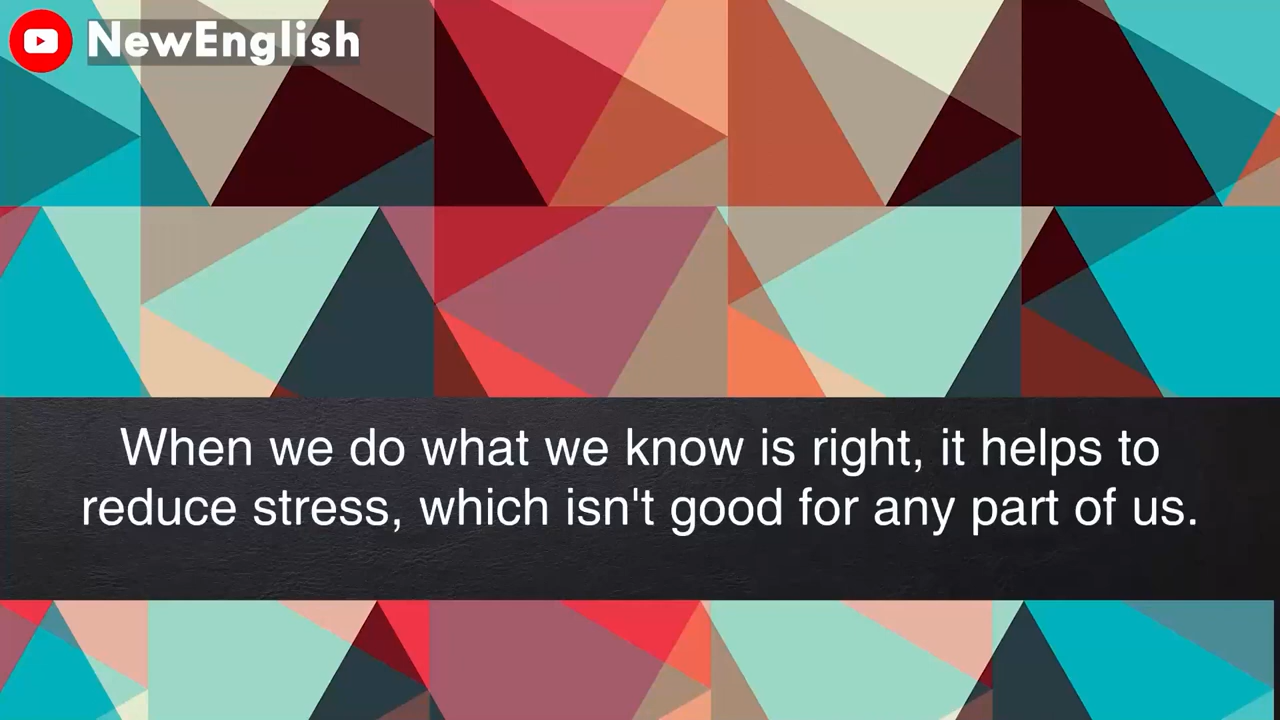 NewEnglish
When we do what we know is right, it helps to
reduce stress, which isn't good for any part of us.